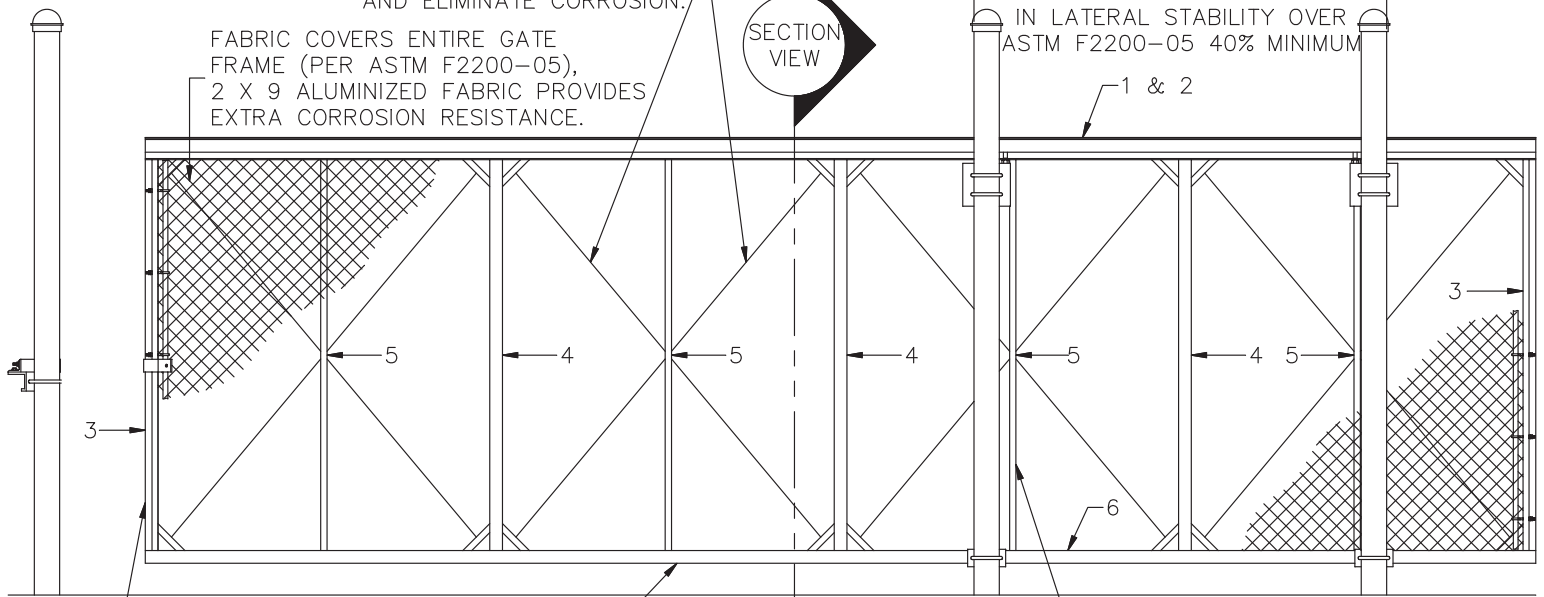 AND ELIMINATE CORROSION.
FABRIC COVERS ENTIRE GATE
FRAME (PER ASTM F2200-05),
2 X 9 ALUMINIZED FABRIC PROVIDES
EXTRA CORROSION RESISTANCE.
SECTION
VIEW
IN LATERAL STABILITY OVER
ASTM F2200-05 40% MINIMUM
1 & 2
3
5
4
5
4
5
4
5
3
6